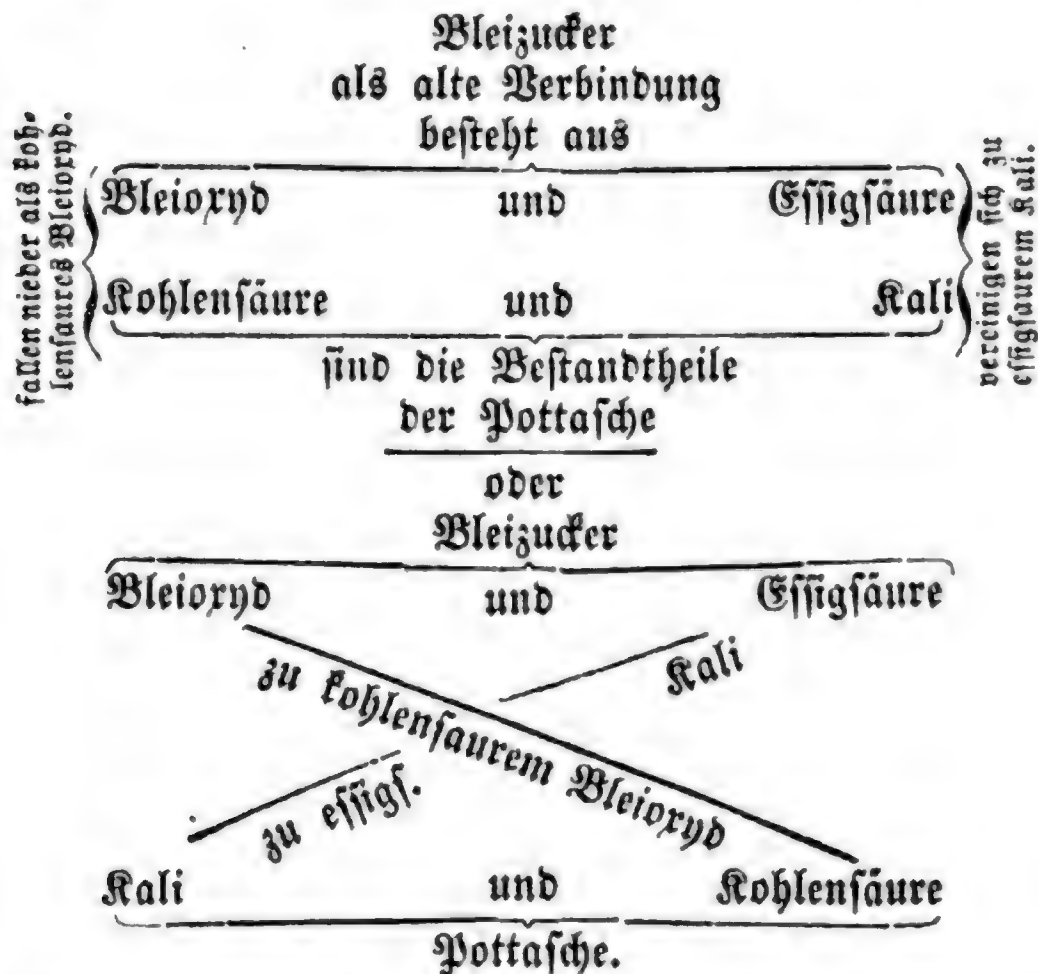 Bleizucker
als alte Verbindung
besteht aus
fallen nieder als koh-
lensaures Bleioxyd.
Bleioxyd und Essigsäure
Kohlensäure und Kali
vereinigen sich zu
essigsaurem Kali.
sind die Bestandtheile
der Pottasche
oder
Bleizucker
Bleioxyd und Essigsäure
zu kohlensaurem Bleioxyd
zu essigs. Kali
Kali und Kohlensäure
Pottasche.